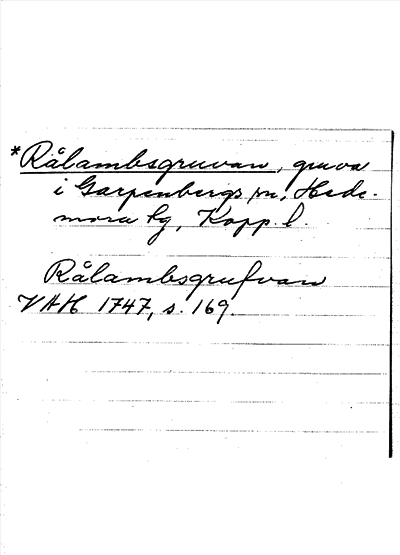 *Rålambsgruvan, gruva
i Garpenbergs sn, Hede-
mora tg, Kopp. l.
Rålambsgrufvan
VAH 1747, s. 169.